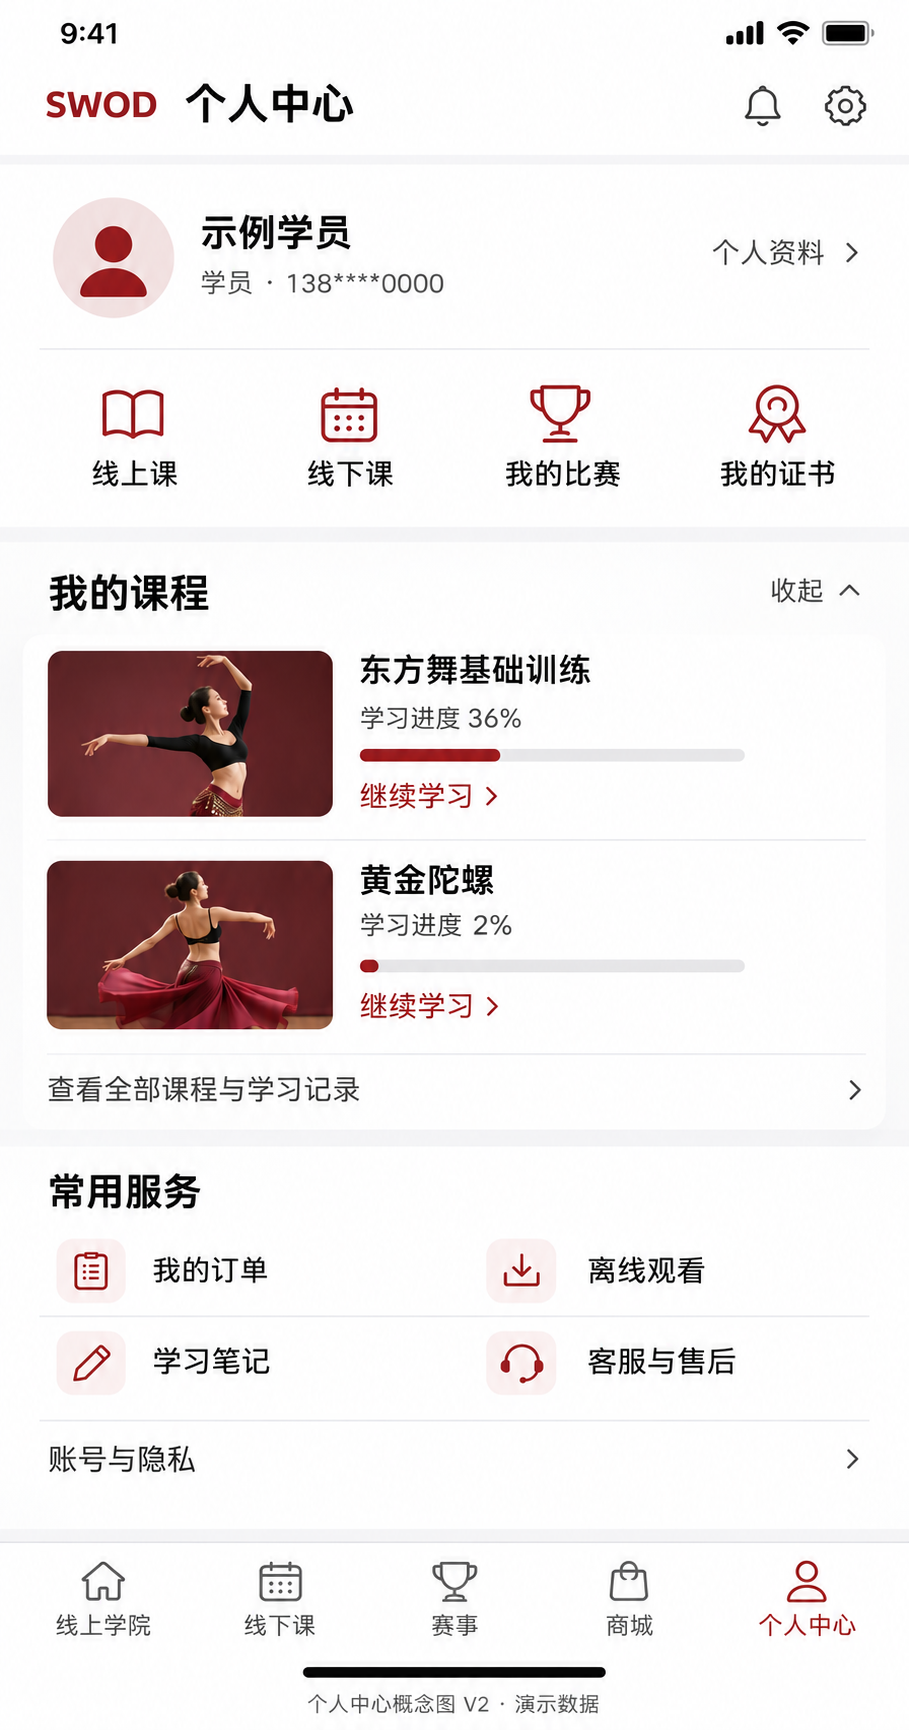 9:41
SWOD 个人中心
示例学员
学员 · 138****0000
个人资料
线上课 线下课 我的比赛 我的证书
我的课程
收起
东方舞基础训练
学习进度 36%
继续学习
黄金陀螺
学习进度 2%
继续学习
查看全部课程与学习记录
常用服务
我的订单 离线观看
学习笔记 客服与售后
账号与隐私
线上学院 线下课 赛事 商城 个人中心
个人中心概念图 V2 · 演示数据